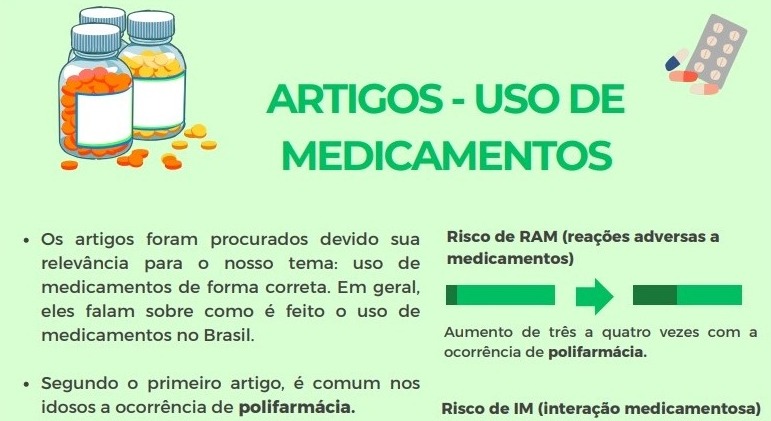 ARTIGOS - USO DE
MEDICAMENTOS
• Os artigos foram procurados devido sua
relevância para o nosso tema: uso de
medicamentos de forma correta. Em geral,
eles falam sobre como é feito o uso de
medicamentos no Brasil.
• Segundo o primeiro artigo, é comum nos
idosos a ocorrência de polifarmácia.
Risco de RAM (reações adversas a
medicamentos)
Aumento de três a quatro vezes com a
ocorrência de polifarmácia.
Risco de IM (interação medicamentosa)